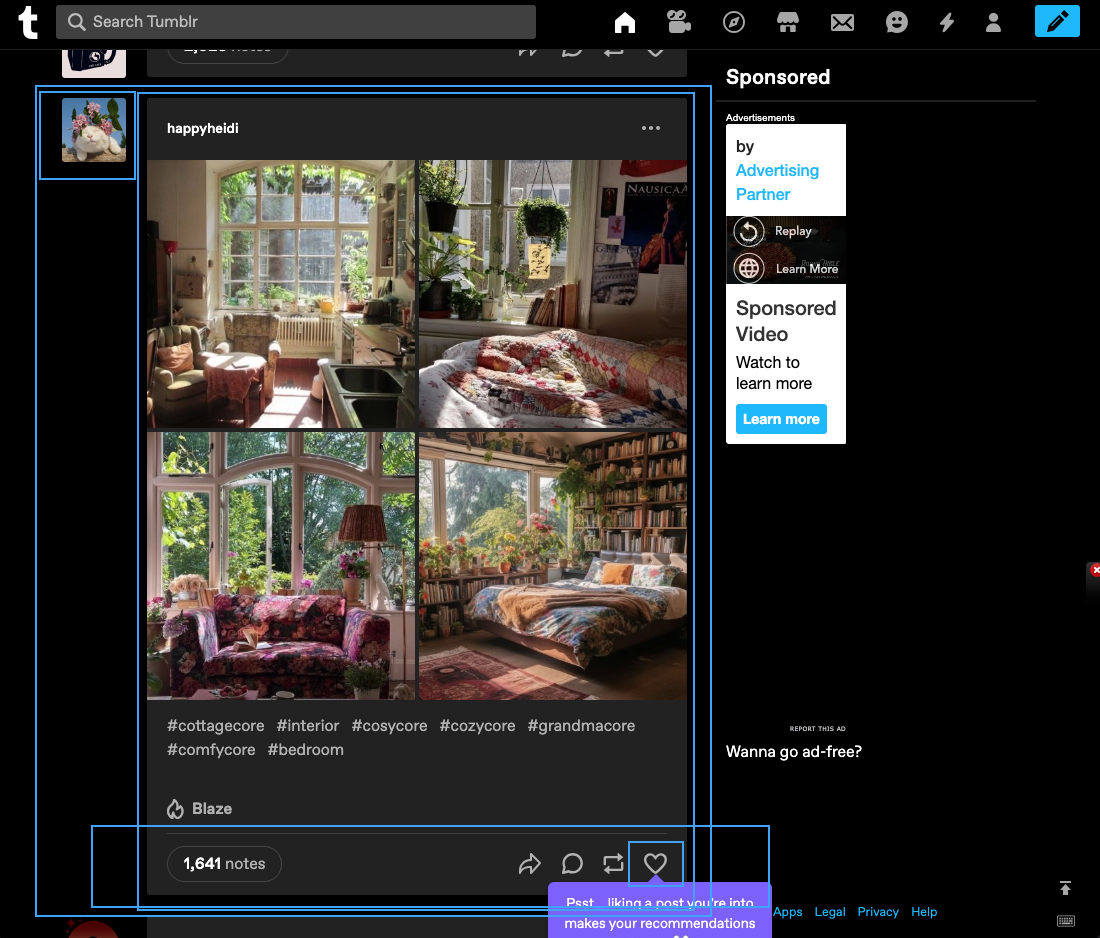 t
Search Tumblr
Sponsored
Advertisements
by
Advertising
Partner
Replay
Learn More
Sponsored
Video
Watch to
learn more
Learn more
happyheidi
NAUSICAA
#cottagecore #interior #cosycore #cozycore #grandmacore
#comfycore #bedroom
REPORT THIS AD
Wanna go ad-free?
Blaze
1,641 notes
Psst... liking a post you're into
makes your recommendations
Apps Legal Privacy Help